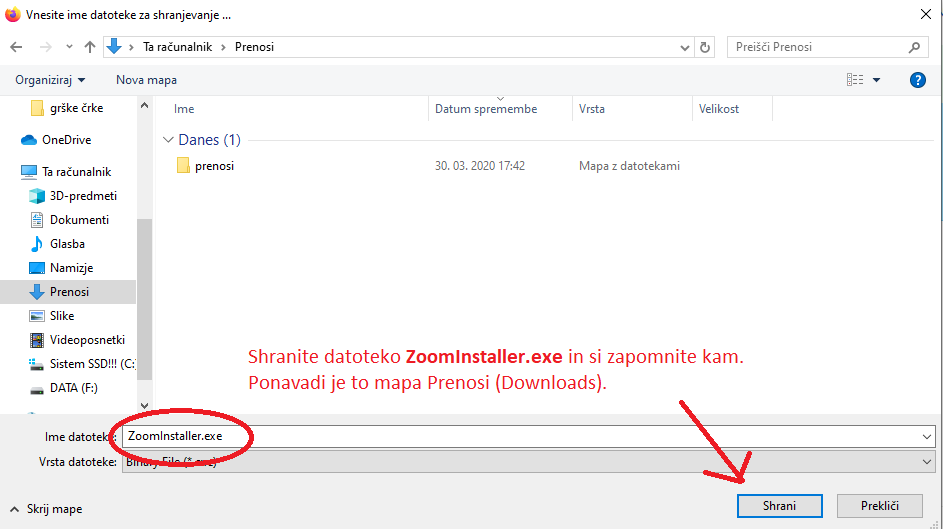 Vnesite ime datoteke za shranjevanje ...
Ta računalnik
Prenosi
Preišči Prenosi
Organiziraj
Nova mapa
grške črke
OneDrive
Ta računalnik
3D-predmeti
Dokumenti
Glasba
Namizje
Prenosi
Slike
Videoposnetki
Sistem SSD!!! (C:
DATA (F:)
Ime
Datum spremembe
Vrsta
Velikost
Danes (1)
prenosi
30. 03. 2020 17:42
Mapa z datotekami
Shranite datoteko ZoomInstaller.exe in si zapomnite kam.
Ponavadi je to mapa Prenosi (Downloads).
Ime datoteke: ZoomInstaller.exe
Vrsta datoteke: Binary File (*.exe)
Skrij mape
Shrani
Prekliči